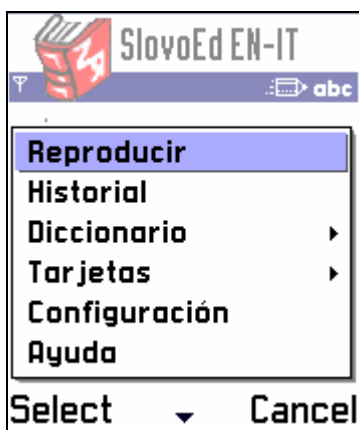 SlovoEd EN-IT
abc
Reproducir
Historial
Diccionario
Tarjetas
Configuración
Ayuda
Select Cancel